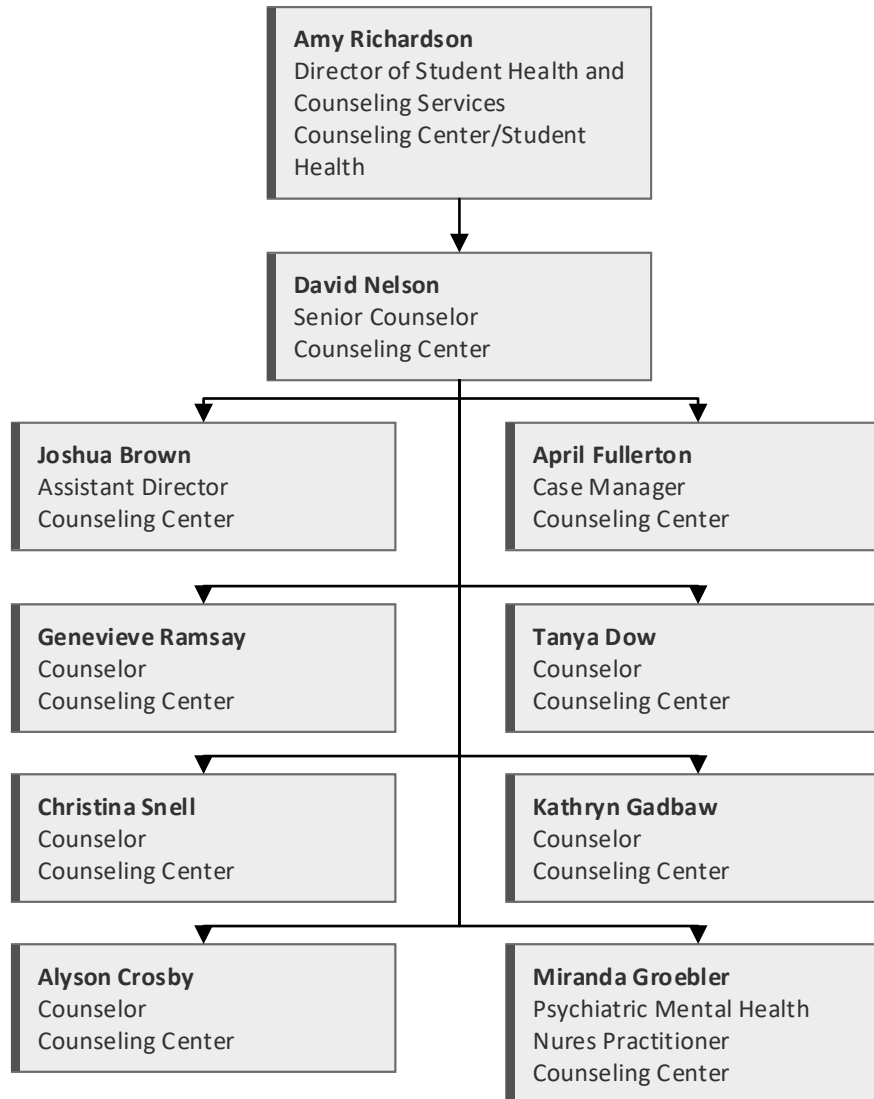 Amy Richardson
Director of Student Health and
Counseling Services
Counseling Center/Student
Health
David Nelson
Senior Counselor
Counseling Center
Joshua Brown
Assistant Director
Counseling Center
April Fullerton
Case Manager
Counseling Center
Genevieve Ramsay
Counselor
Counseling Center
Tanya Dow
Counselor
Counseling Center
Christina Snell
Counselor
Counseling Center
Kathryn Gadbaw
Counselor
Counseling Center
Alyson Crosby
Counselor
Counseling Center
Miranda Groebler
Psychiatric Mental Health
Nures Practitioner
Counseling Center